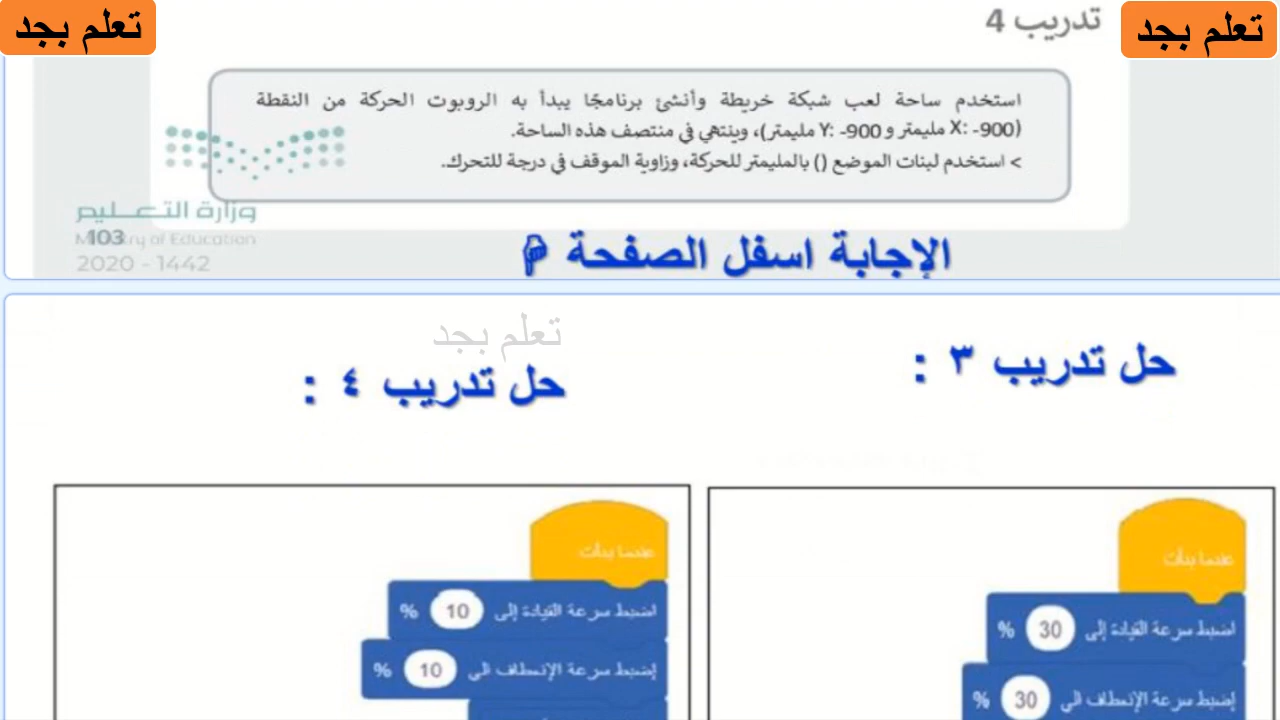 تعلم بجد
تعلم بجد
تدريب 4
استخدم ساحة لعب شبكة خريطة وأنشئ برنامجًا يبدأ به الروبوت الحركة من النقطة
(X: -900 مليمتر و Y: -900 مليمتر)، وينتهي في منتصف هذه الساحة.
> استخدم لبنات الموضع () بالمليمتر للحركة، وزاوية الموقف في درجة للتحرك.
وزارة التعـــليم
Ministry of Education
103
2020 - 1442
الإجابة اسفل الصفحة
تعلم بجد
حل تدريب ٣ :
حل تدريب ٤ :
عندما بدأت
اضبط سرعة القيادة إلى 30 %
إضبط سرعة الإنعطاف الى 30 %
عندما بدأت
اضبط سرعة القيادة إلى 10 %
إضبط سرعة الإنعطاف الى 10 %